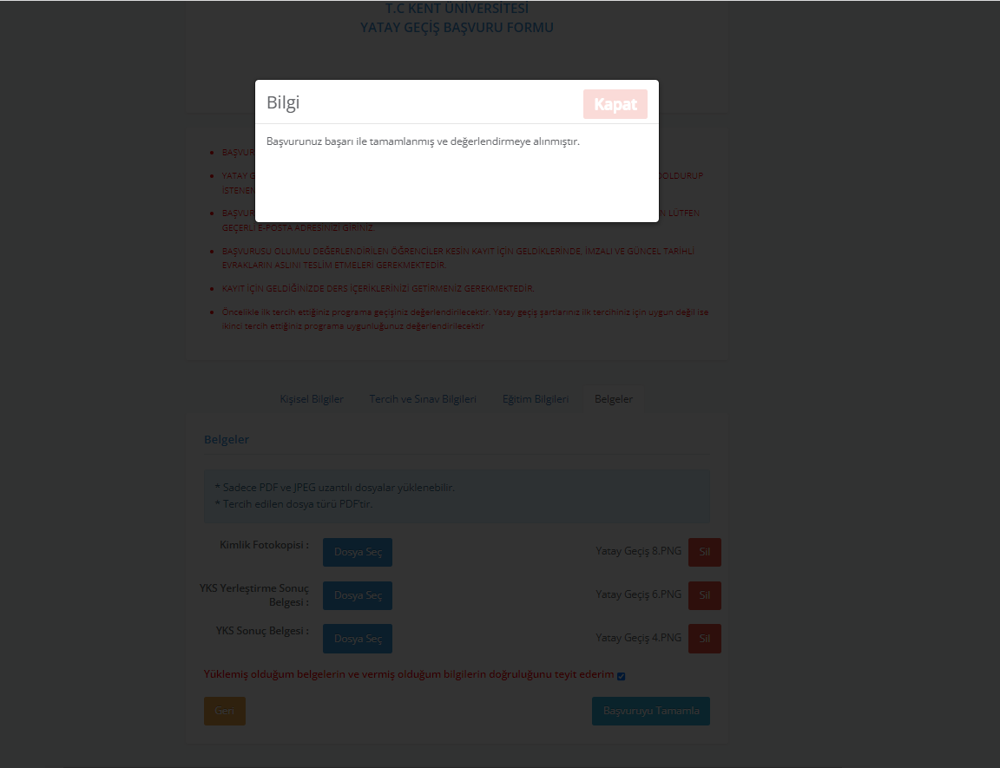 T.C KENT ÜNİVERSİTESİ
YATAY GEÇİŞ BAŞVURU FORMU
Bilgi
Kapat
Başvurunuz başarı ile tamamlanmış ve değerlendirmeye alınmıştır.
BAŞVUR
YATAY G DOLDURUP
İSTENEN
BAŞVUR N LÜTFEN
GEÇERLİ E-POSTA ADRESİNİZİ GİRİNİZ.
BAŞVURUSU OLUMLU DEĞERLENDİRİLEN ÖĞRENCİLER KESİN KAYIT İÇİN GELDİKLERİNDE, İMZALI VE GÜNCEL TARİHLİ
EVRAKLARIN ASLINI TESLİM ETMELERİ GEREKMEKTEDİR.
KAYIT İÇİN GELDİĞİNİZDE DERS İÇERİKLERİNİZİ GETİRMENİZ GEREKMEKTEDİR.
Öncelikle ilk tercih ettiğiniz programa geçişiniz değerlendirilecektir. Yatay geçiş şartlarınız ilk tercihiniz için uygun değil ise
ikinci tercih ettiğiniz programa uygunluğunuz değerlendirilecektir
Kişisel Bilgiler Tercih ve Sınav Bilgileri Eğitim Bilgileri Belgeler
Belgeler
* Sadece PDF ve JPEG uzantılı dosyalar yüklenebilir.
* Tercih edilen dosya türü PDF'tir.
Kimlik Fotokopisi : Dosya Seç Yatay Geçiş 8.PNG Sil
YKS Yerleştirme Sonuç
Belgesi : Dosya Seç Yatay Geçiş 6.PNG Sil
YKS Sonuç Belgesi : Dosya Seç Yatay Geçiş 4.PNG Sil
Yüklemiş olduğum belgelerin ve vermiş olduğum bilgilerin doğruluğunu teyit ederim
Geri Başvuruyu Tamamla